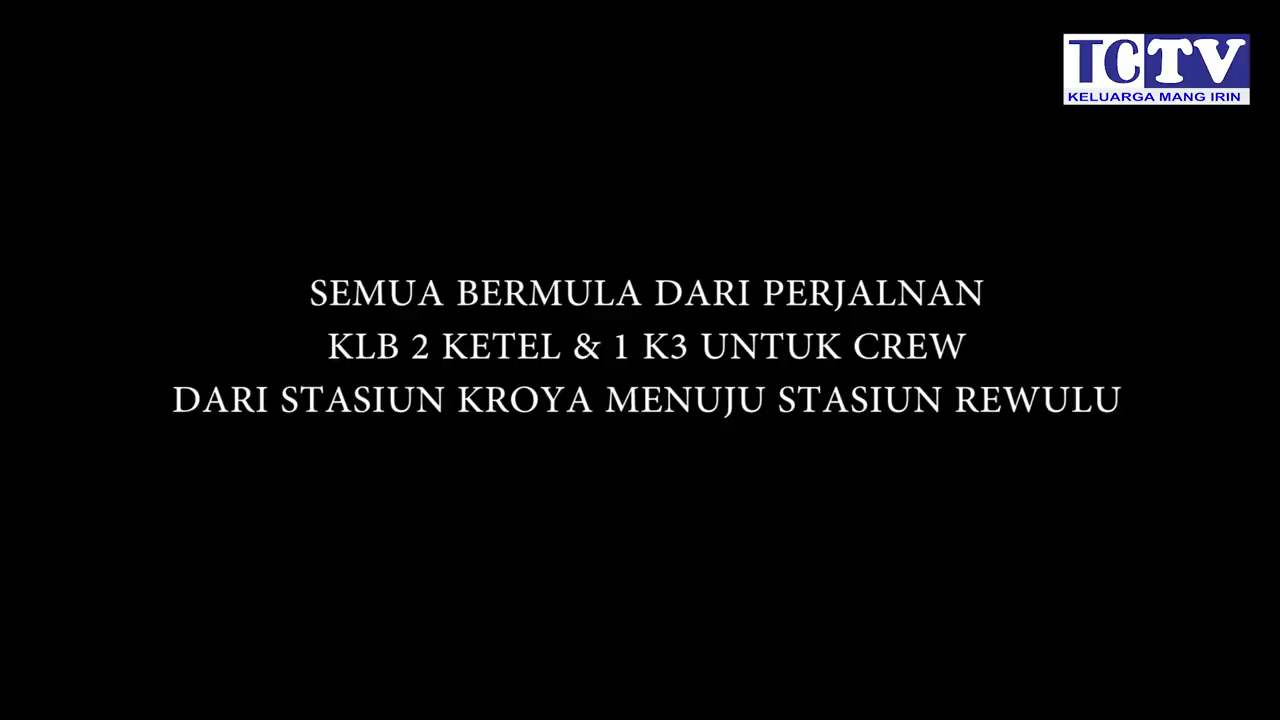 TCTV
KELUARGA MANG IRIN
SEMUA BERMULA DARI PERJALNAN
KLB 2 KETEL & 1 K3 UNTUK CREW
DARI STASIUN KROYA MENUJU STASIUN REWULU